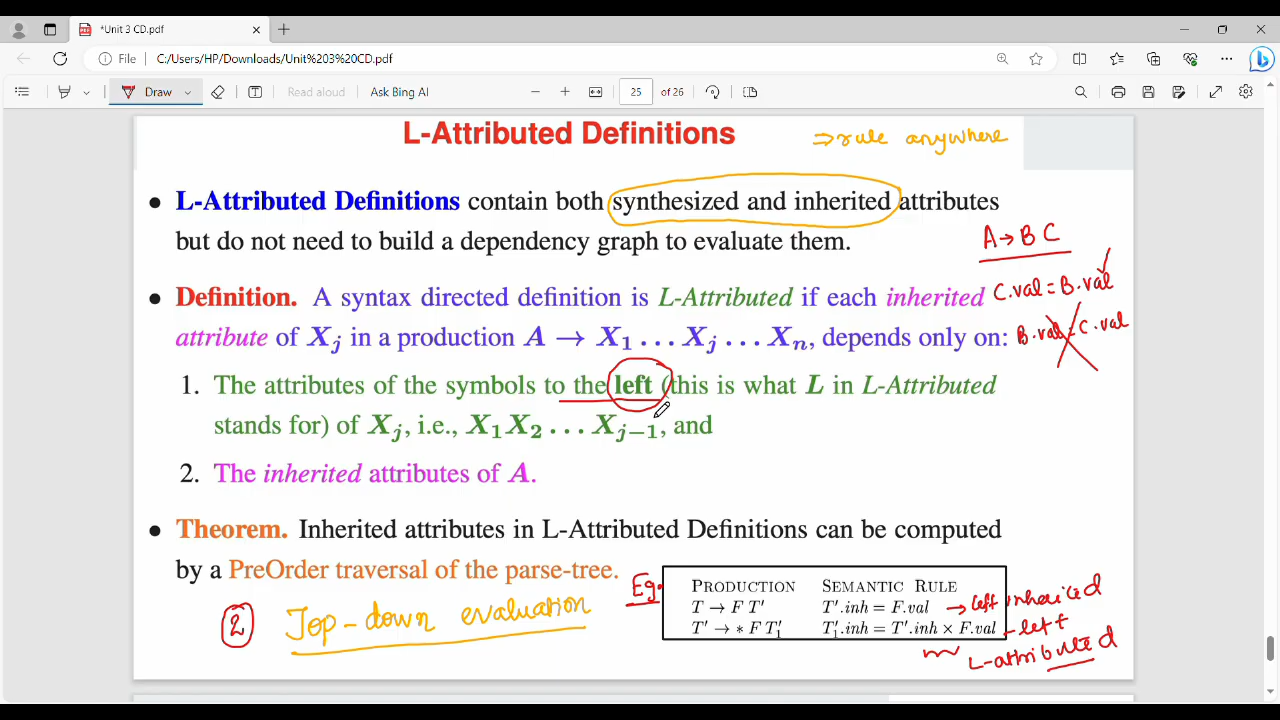 *Unit 3 CD.pdf
File C:/Users/HP/Downloads/Unit%203%20CD.pdf
Draw Read aloud Ask Bing AI 25 of 26
L-Attributed Definitions
⇒rule anywhere
• L-Attributed Definitions contain both synthesized and inherited attributes
but do not need to build a dependency graph to evaluate them.
A→BC
• Definition. A syntax directed definition is L-Attributed if each inherited
C.val=B.val ✓
attribute of Xj in a production A → X1 ... Xj ... Xn, depends only on:
B.val=C.val
1. The attributes of the symbols to the left (this is what L in L-Attributed
stands for) of Xj, i.e., X1X2 ... Xj−1, and
2. The inherited attributes of A.
• Theorem. Inherited attributes in L-Attributed Definitions can be computed
by a PreOrder traversal of the parse-tree.
2 Top-down evaluation
Eg.
PRODUCTION SEMANTIC RULE
T → F T′ T′.inh = F.val
T′ → * F T′1 T′1.inh = T′.inh × F.val
→left inherited
-left
L-attributed